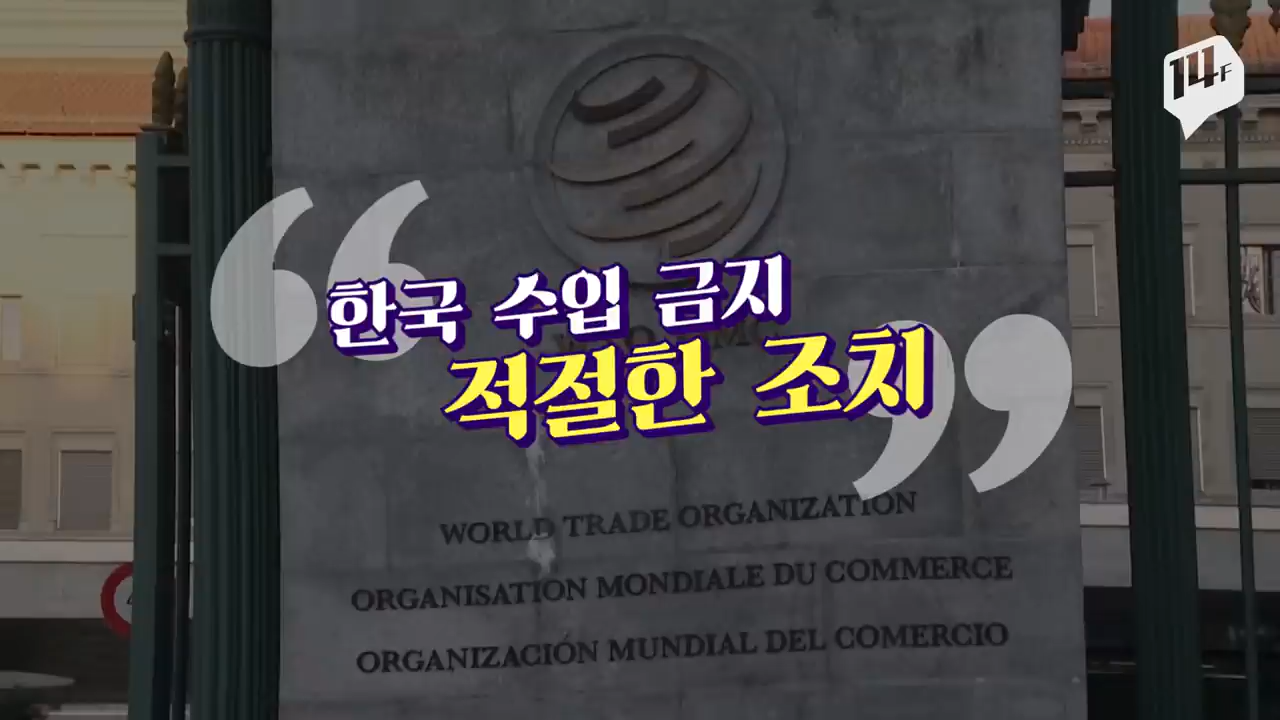 14F
한국 수입 금지
적절한 조치
WORLD TRADE ORGANIZATION
ORGANISATION MONDIALE DU COMMERCE
ORGANIZACIÓN MUNDIAL DEL COMERCIO